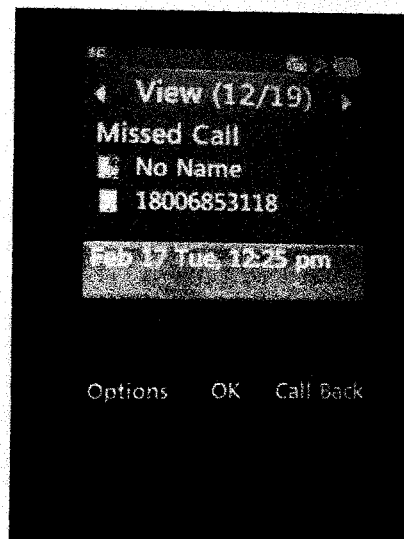 View (12/19)
Missed Call
No Name
18006853118
Feb 17 Tue, 12:25 pm
Options OK Call Back